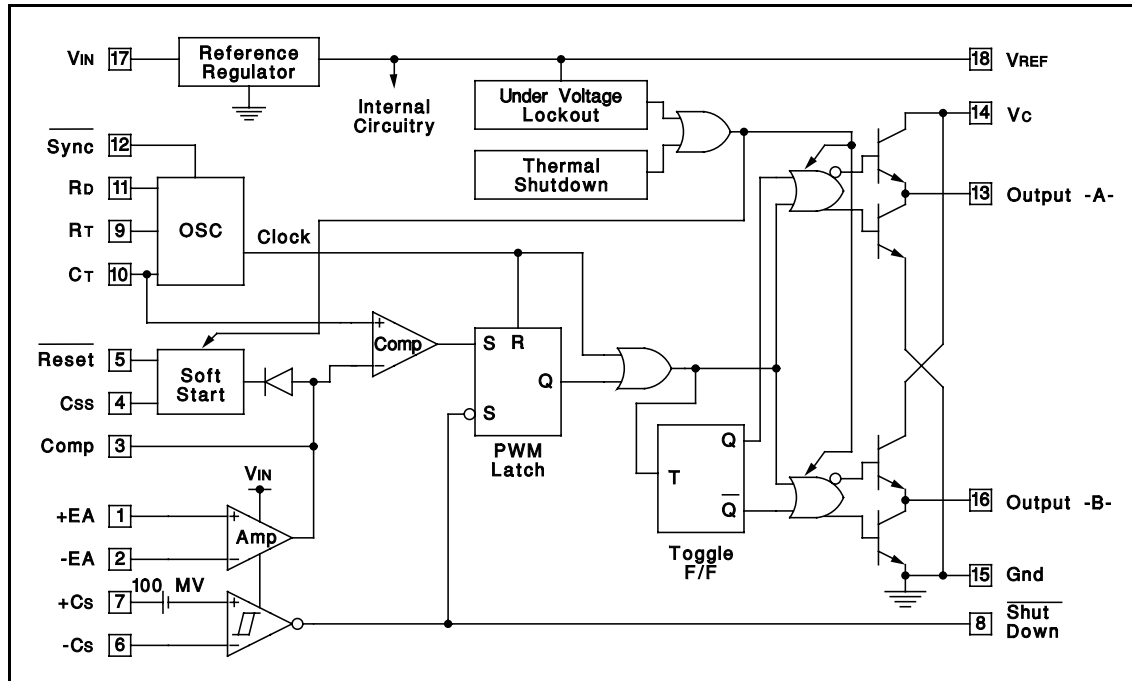 VIN 17
Reference
Regulator
18 VREF
Internal
Circuitry
Under Voltage
Lockout
14 Vc
Sync 12
Thermal
Shutdown
RD 11
13 Output -A-
RT 9
OSC
Clock
CT 10
+
Comp
−
S R
Q
S
Reset 5
Soft
Start
Css 4
Comp 3
PWM
Latch
VIN
T
Q
Q
+EA 1
+
Amp
−
-EA 2
16 Output -B-
Toggle
F/F
100 MV
15 Gnd
+Cs 7
+
−
-Cs 6
8 Shut
Down